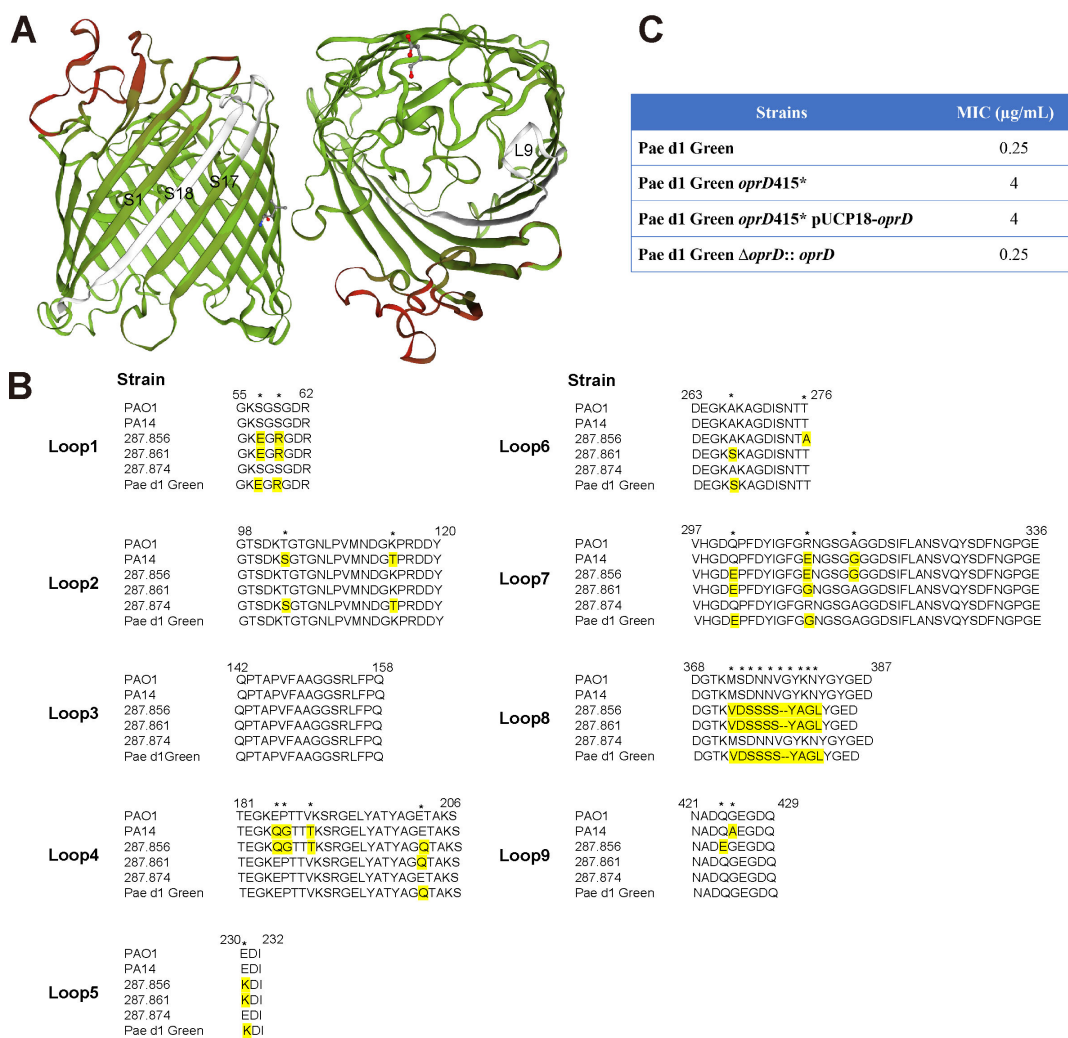 A
S1
S18
S17
L9
C
Strains MIC (µg/mL)
Pae d1 Green 0.25
Pae d1 Green oprD415* 4
Pae d1 Green oprD415* pUCP18-oprD 4
Pae d1 Green ΔoprD:: oprD 0.25
B
Strain
Loop1
55 * * 62
PAO1 GKSGSGDR
PA14 GKSGSGDR
287.856 GKEGRGDR
287.861 GKEGRGDR
287.874 GKSGSGDR
Pae d1 Green GKEGRGDR
Loop2
98 * * 120
PAO1 GTSDKTGTGNLPVMNDGKPRDDY
PA14 GTSDKSGTGNLPVMNDGTPRDDY
287.856 GTSDKTGTGNLPVMNDGKPRDDY
287.861 GTSDKTGTGNLPVMNDGKPRDDY
287.874 GTSDKSGTGNLPVMNDGTPRDDY
Pae d1 Green GTSDKTGTGNLPVMNDGKPRDDY
Loop3
142 158
PAO1 QPTAPVFAAGGSRLFPQ
PA14 QPTAPVFAAGGSRLFPQ
287.856 QPTAPVFAAGGSRLFPQ
287.861 QPTAPVFAAGGSRLFPQ
287.874 QPTAPVFAAGGSRLFPQ
Pae d1Green QPTAPVFAAGGSRLFPQ
Loop4
181 ** * * 206
PAO1 TEGKEPTTVKSRGELYATYAGETAKS
PA14 TEGKQGTTTKSRGELYATYAGETAKS
287.856 TEGKQGTTTKSRGELYATYAGQTAKS
287.861 TEGKEPTTVKSRGELYATYAGQTAKS
287.874 TEGKEPTTVKSRGELYATYAGETAKS
Pae d1 Green TEGKEPTTVKSRGELYATYAGQTAKS
Loop5
230 * 232
PAO1 EDI
PA14 EDI
287.856 KDI
287.861 KDI
287.874 EDI
Pae d1 Green KDI
Strain
Loop6
263 * * 276
PAO1 DEGKAKAGDISNTT
PA14 DEGKAKAGDISNTT
287.856 DEGKAKAGDISNTA
287.861 DEGKSKAGDISNTT
287.874 DEGKAKAGDISNTT
Pae d1 Green DEGKSKAGDISNTT
Loop7
297 * * * 336
PAO1 VHGDQPFDYIGFGRNGSGAGGDSIFLANSVQYSDFNGPGE
PA14 VHGDQPFDYIGFGENGSGGGGDSIFLANSVQYSDFNGPGE
287.856 VHGDEPFDYIGFGENGSGGGGDSIFLANSVQYSDFNGPGE
287.861 VHGDEPFDYIGFGGNGSGAGGDSIFLANSVQYSDFNGPGE
287.874 VHGDQPFDYIGFGRNGSGAGGDSIFLANSVQYSDFNGPGE
Pae d1 Green VHGDEPFDYIGFGGNGSGAGGDSIFLANSVQYSDFNGPGE
Loop8
368 ********** 387
PAO1 DGTKMSDNNVGYKNYGYGED
PA14 DGTKMSDNNVGYKNYGYGED
287.856 DGTKVDSSSS--YAGLYGED
287.861 DGTKVDSSSS--YAGLYGED
287.874 DGTKMSDNNVGYKNYGYGED
Pae d1 Green DGTKVDSSSS--YAGLYGED
Loop9
421 * * 429
PAO1 NADQGEGDQ
PA14 NADQAEGDQ
287.856 NADEGEGDQ
287.861 NADQGEGDQ
287.874 NADQGEGDQ
Pae d1 Green NADQGEGDQ